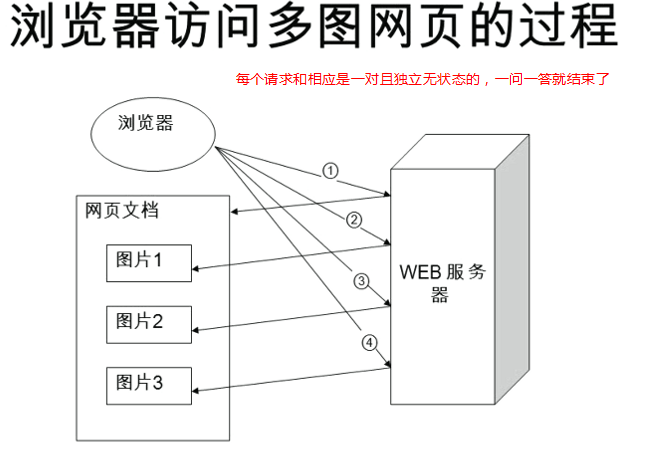 浏览器访问多图网页的过程
每个请求和相应是一对且独立无状态的，一问一答就结束了
浏览器
①
网页文档
②
图片1
WEB服务
器
③
图片2
④
图片3